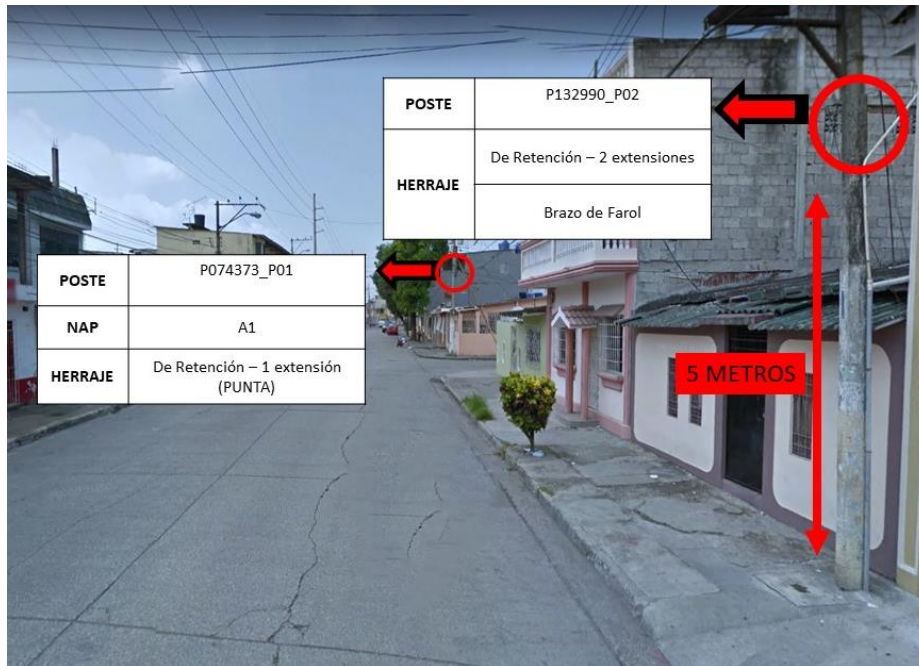 POSTE P132990_P02
HERRAJE De Retención – 2 extensiones
Brazo de Farol
POSTE P074373_P01
NAP A1
HERRAJE De Retención – 1 extensión
(PUNTA)
5 METROS